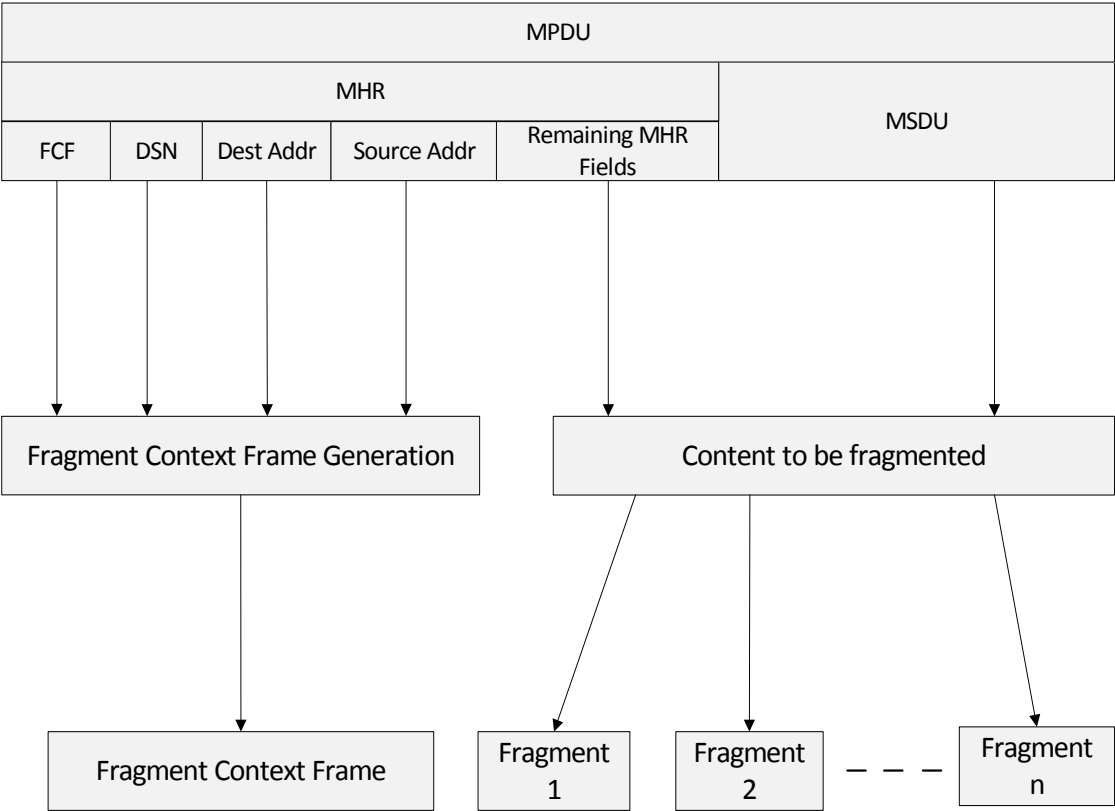 MPDU
MHR
MSDU
FCF
DSN
Dest Addr
Source Addr
Remaining MHR
Fields
Fragment Context Frame Generation
Content to be fragmented
Fragment Context Frame
Fragment
1
Fragment
2
Fragment
n